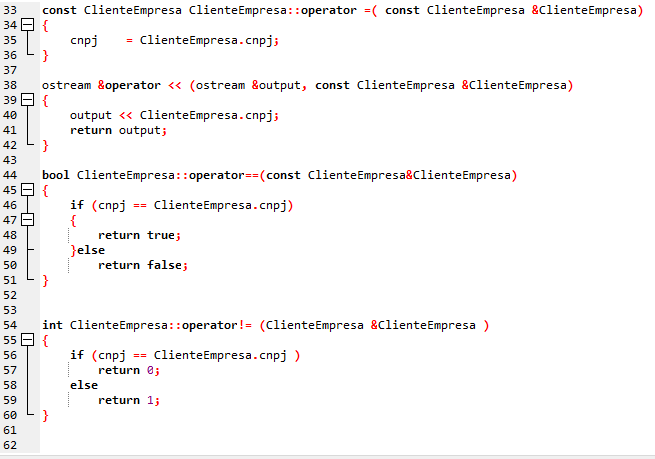 33 const ClienteEmpresa ClienteEmpresa::operator =( const ClienteEmpresa &ClienteEmpresa)
34 {
35     cnpj    = ClienteEmpresa.cnpj;
36 }
37
38 ostream &operator << (ostream &output, const ClienteEmpresa &ClienteEmpresa)
39 {
40     output << ClienteEmpresa.cnpj;
41     return output;
42 }
43
44 bool ClienteEmpresa::operator==(const ClienteEmpresa&ClienteEmpresa)
45 {
46     if (cnpj == ClienteEmpresa.cnpj)
47     {
48         return true;
49     }else
50         return false;
51 }
52
53
54 int ClienteEmpresa::operator!= (ClienteEmpresa &ClienteEmpresa )
55 {
56     if (cnpj == ClienteEmpresa.cnpj )
57         return 0;
58     else
59         return 1;
60 }
61
62